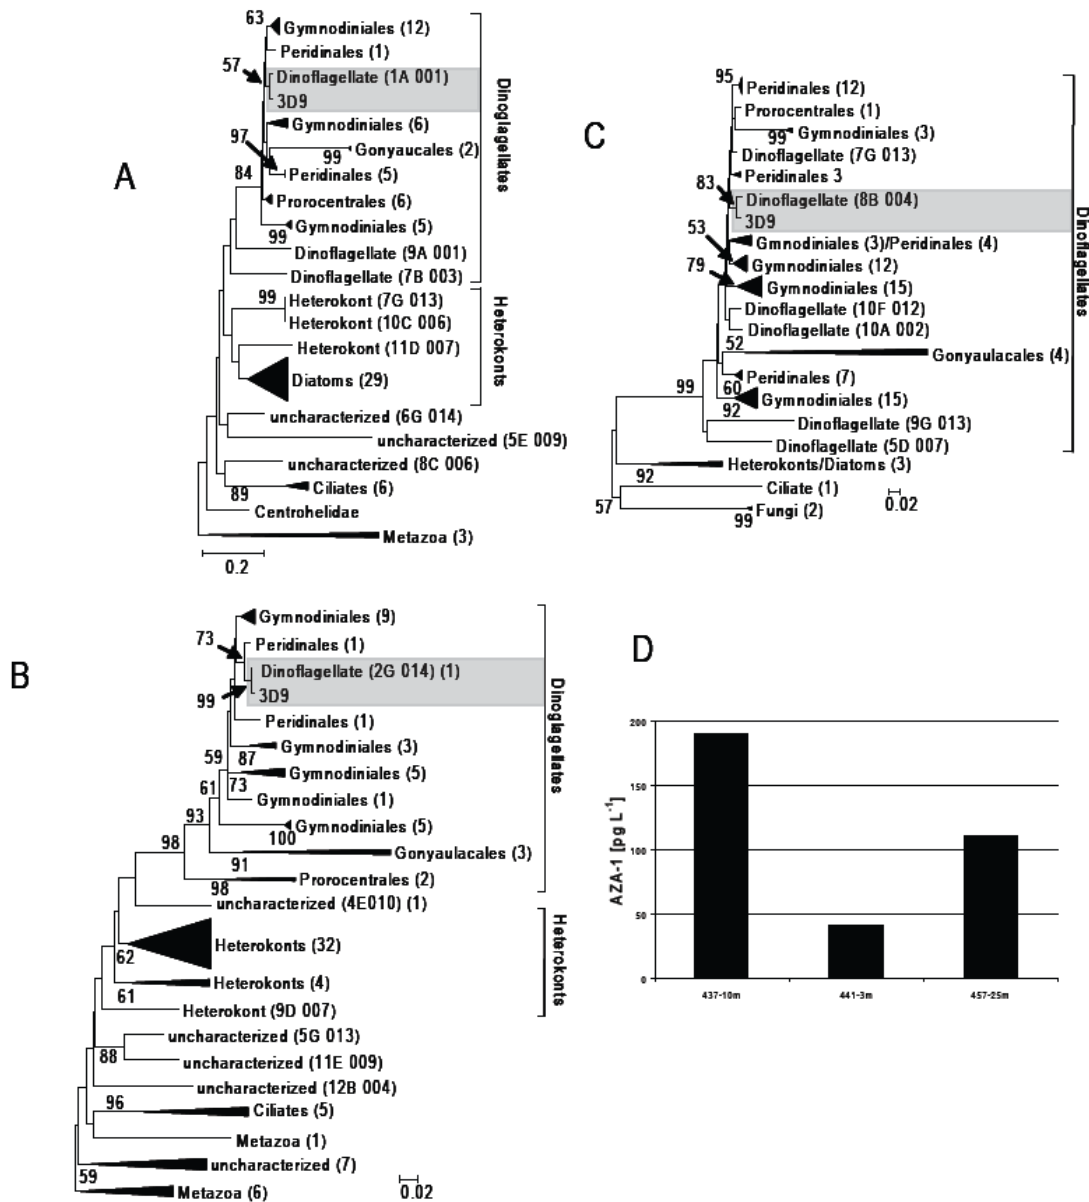 A
63
Gymnodiniales (12)
Peridinales (1)
57
Dinoflagellate (1A 001)
3D9
Gymnodiniales (6)
97
Gonyaucales (2)
99
Peridinales (5)
84
Prorocentrales (6)
Gymnodiniales (5)
99
Dinoflagellate (9A 001)
Dinoflagellate (7B 003)
99
Heterokont (7G 013)
Heterokont (10C 006)
Heterokont (11D 007)
Diatoms (29)
uncharacterized (6G 014)
uncharacterized (5E 009)
uncharacterized (8C 006)
89
Ciliates (6)
Centrohelidae
Metazoa (3)
0.2
Dinoglagellates
Heterokonts
C
95
Peridinales (12)
Prorocentrales (1)
99
Gymnodiniales (3)
Dinoflagellate (7G 013)
Peridinales 3
83
Dinoflagellate (8B 004)
3D9
53
Gmnodiniales (3)/Peridinales (4)
Gymnodiniales (12)
79
Gymnodiniales (15)
Dinoflagellate (10F 012)
Dinoflagellate (10A 002)
52
Gonyaulacales (4)
Peridinales (7)
99
60
Gymnodiniales (15)
92
Dinoflagellate (9G 013)
Dinoflagellate (5D 007)
Heterokonts/Diatoms (3)
92
Ciliate (1)
57
Fungi (2)
99
0.02
Dinoflagellates
B
Gymnodiniales (9)
73
Peridinales (1)
Dinoflagellate (2G 014) (1)
3D9
99
Peridinales (1)
Gymnodiniales (3)
59
87
Gymnodiniales (5)
61
73
Gymnodiniales (1)
93
Gymnodiniales (5)
100
98
Gonyaulacales (3)
91
Prorocentrales (2)
98
uncharacterized (4E010) (1)
Heterokonts (32)
62
Heterokonts (4)
61
Heterokont (9D 007)
uncharacterized (5G 013)
88
uncharacterized (11E 009)
uncharacterized (12B 004)
96
Ciliates (5)
Metazoa (1)
uncharacterized (7)
59
Metazoa (6)
0.02
Dinoglagellates
Heterokonts
D
AZA-1 [pg L-1]
200
150
100
50
0
437-10m
441-3m
457-25m